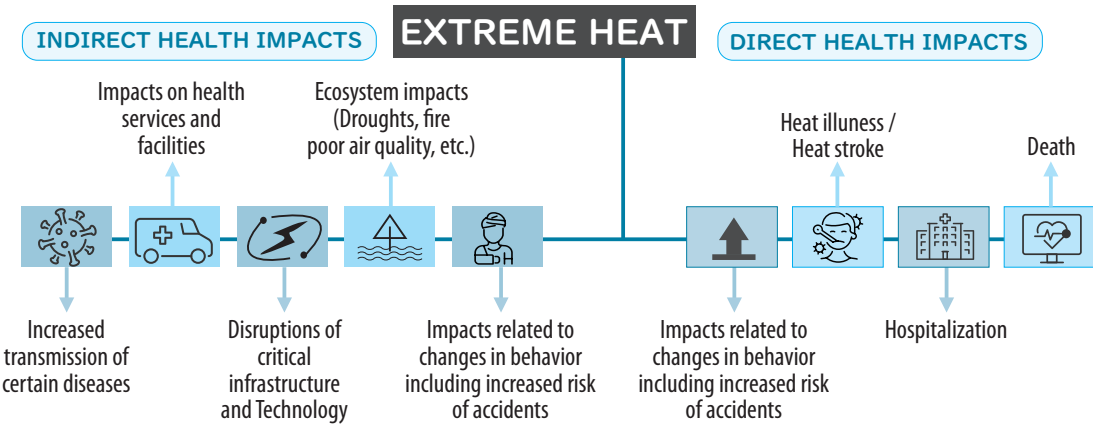 EXTREME HEAT
INDIRECT HEALTH IMPACTS
DIRECT HEALTH IMPACTS
Impacts on health
services and
facilities
Ecosystem impacts
(Droughts, fire
poor air quality, etc.)
Heat illuness /
Heat stroke
Death
Increased
transmission of
certain diseases
Disruptions of
critical
infrastructure
and Technology
Impacts related to
changes in behavior
including increased risk
of accidents
Impacts related to
changes in behavior
including increased risk
of accidents
Hospitalization